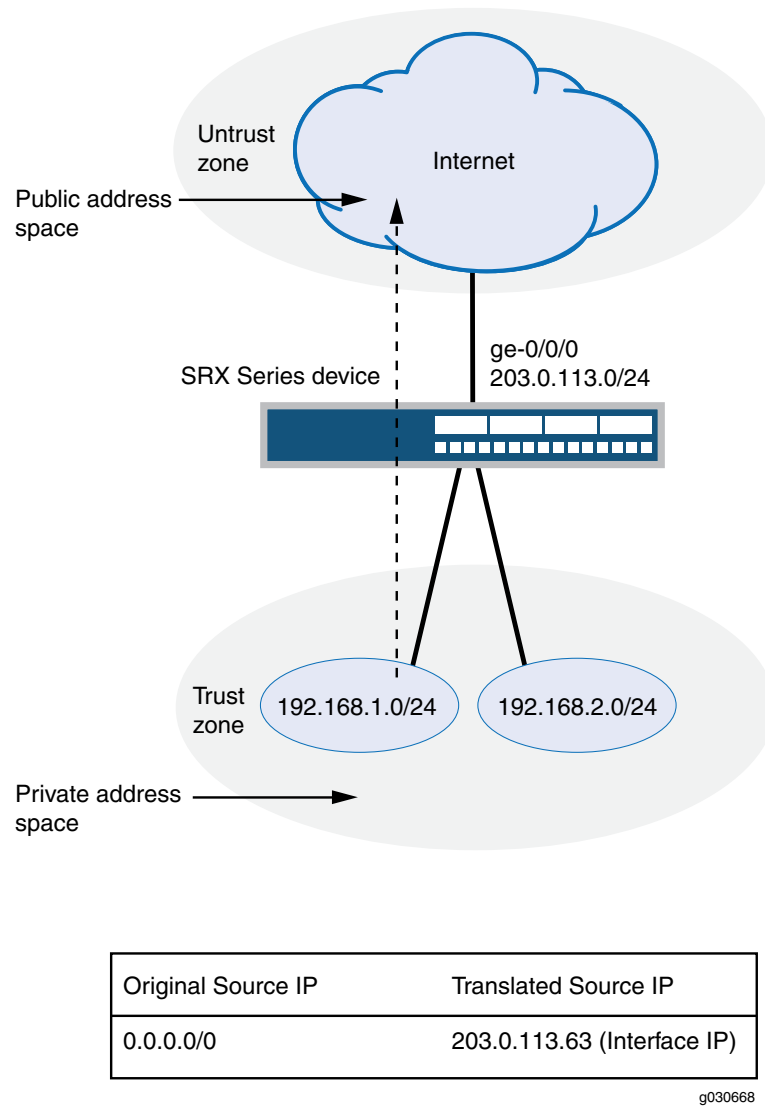 Untrust
zone
Internet
Public address
space
ge-0/0/0
203.0.113.0/24
SRX Series device
Trust
zone
192.168.1.0/24
192.168.2.0/24
Private address
space
Original Source IP
Translated Source IP
0.0.0.0/0
203.0.113.63 (Interface IP)
g030668